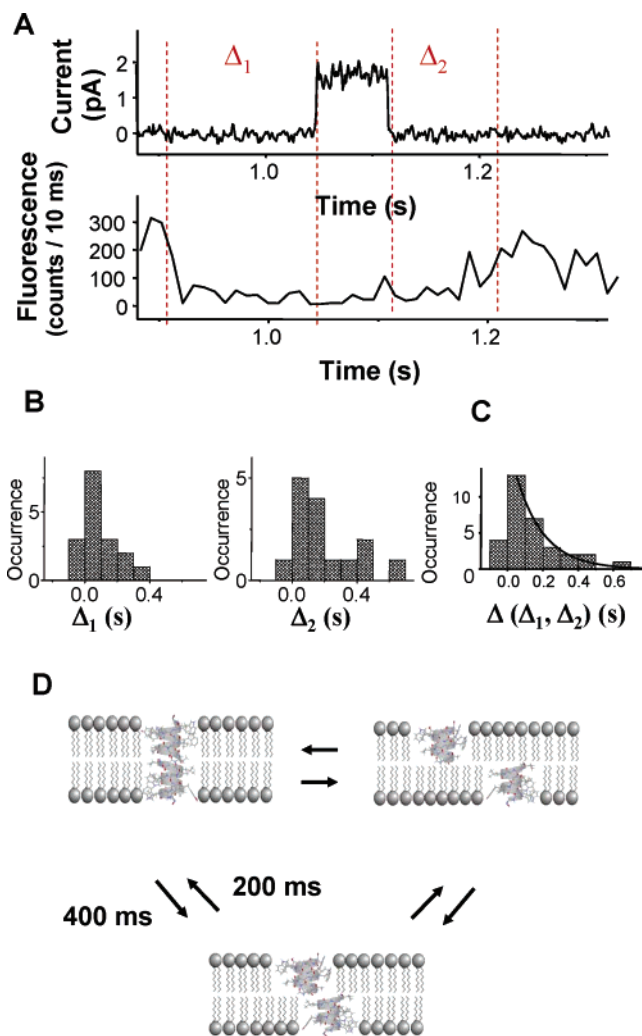 A
Δ1
Δ2
Current
(pA)
2
1
0
1.0
1.2
Time (s)
Fluorescence
(counts / 10 ms)
300
200
100
0
1.0
1.2
Time (s)
B
C
Occurrence
5
0
0.0
0.4
Δ1 (s)
Occurrence
5
0
0.0
0.4
Δ2 (s)
Occurrence
10
5
0
0.0
0.2
0.4
0.6
Δ (Δ1, Δ2) (s)
D
200 ms
400 ms